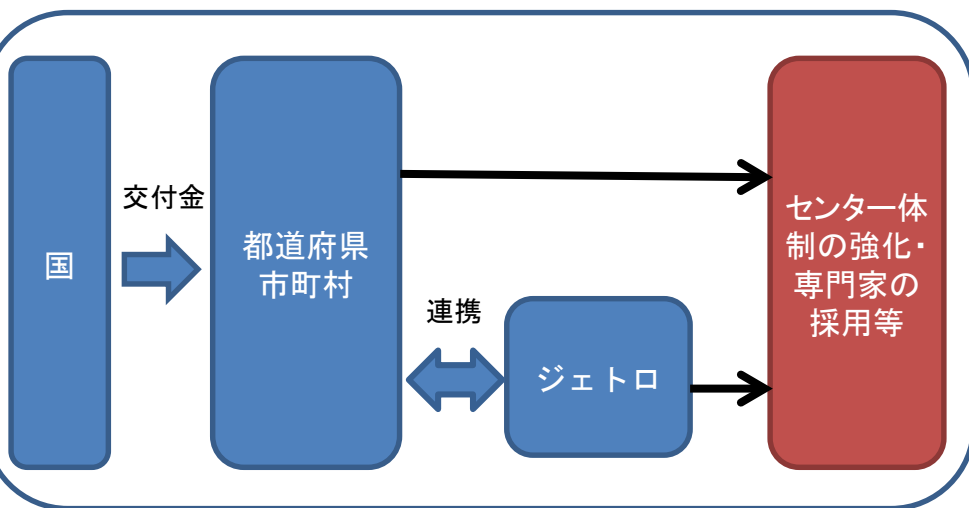 国
交付金
都道府県
市町村
連携
ジェトロ
センター体
制の強化・
専門家の
採用等